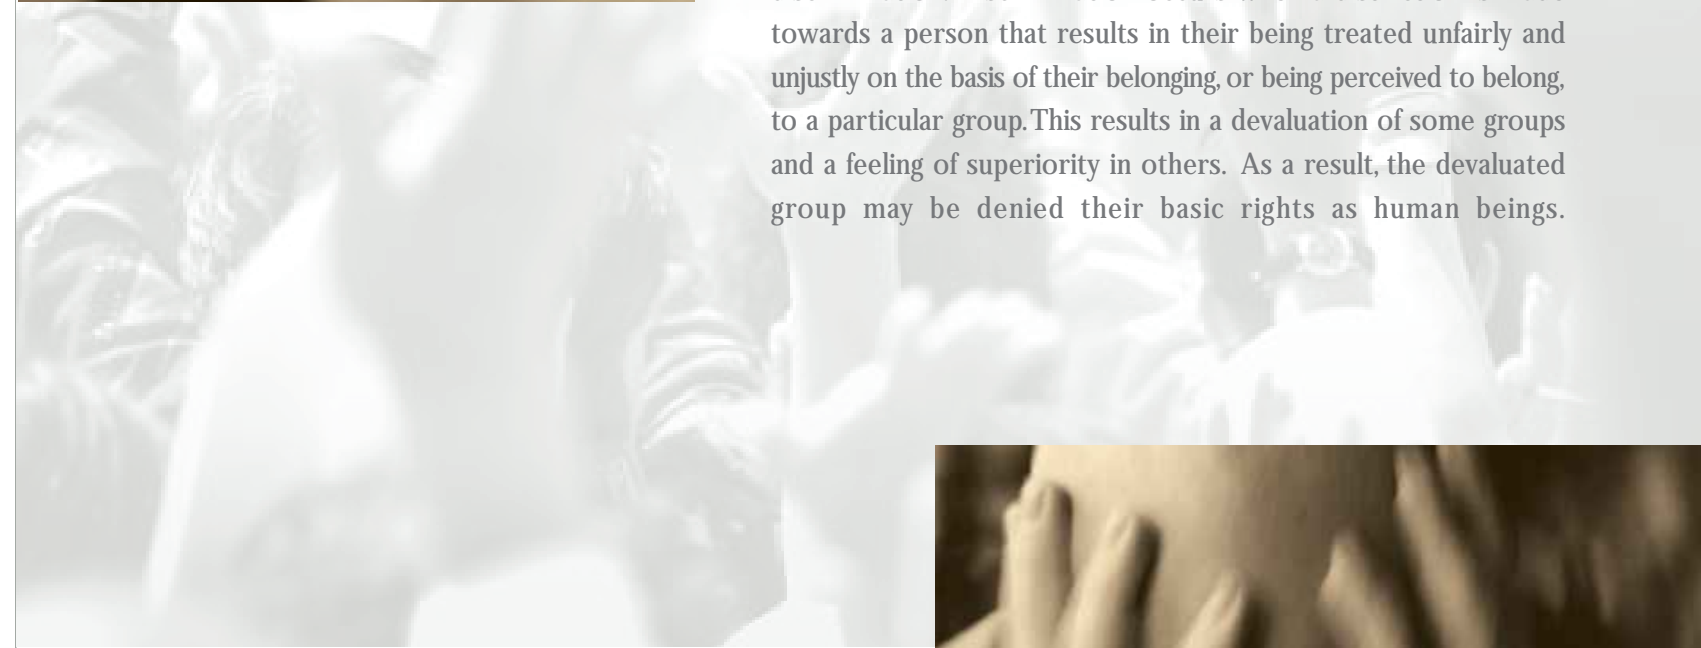 towards a person that results in their being treated unfairly and
unjustly on the basis of their belonging, or being perceived to belong,
to a particular group. This results in a devaluation of some groups
and a feeling of superiority in others. As a result, the devaluated
group may be denied their basic rights as human beings.